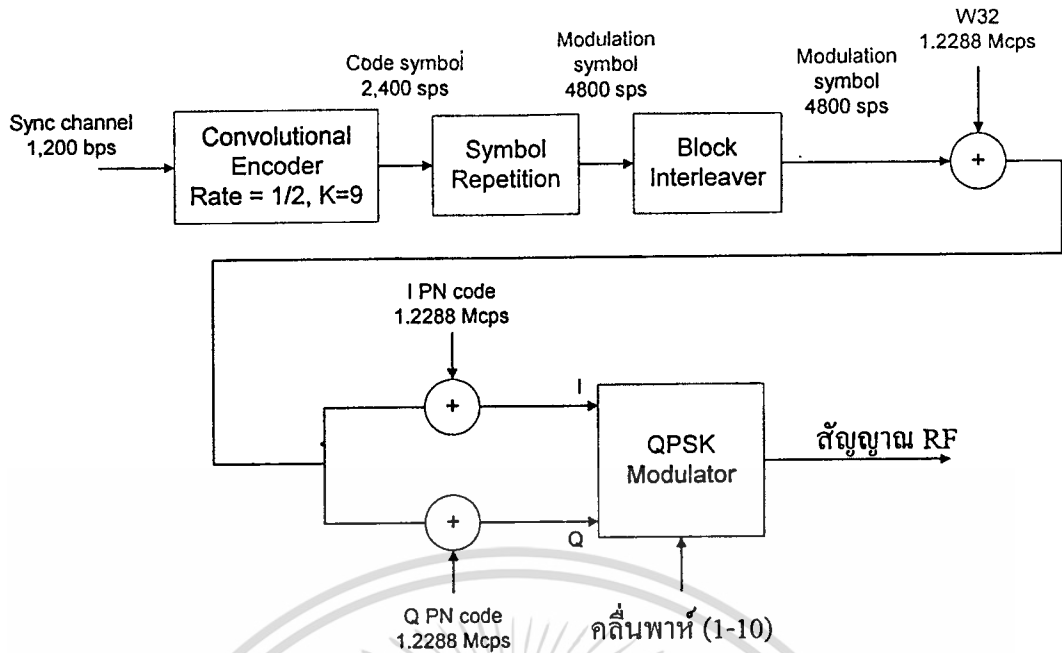 W32
1.2288 Mcps
Modulation
symbol
4800 sps
Code symbol
2,400 sps
Modulation
symbol
4800 sps
Sync channel
1,200 bps
Convolutional
Encoder
Rate = 1/2, K=9
Symbol
Repetition
Block
Interleaver
+
I PN code
1.2288 Mcps
+
I
QPSK
Modulator
สัญญาณ RF
+
Q
Q PN code
1.2288 Mcps
คลื่นพาห์ (1-10)